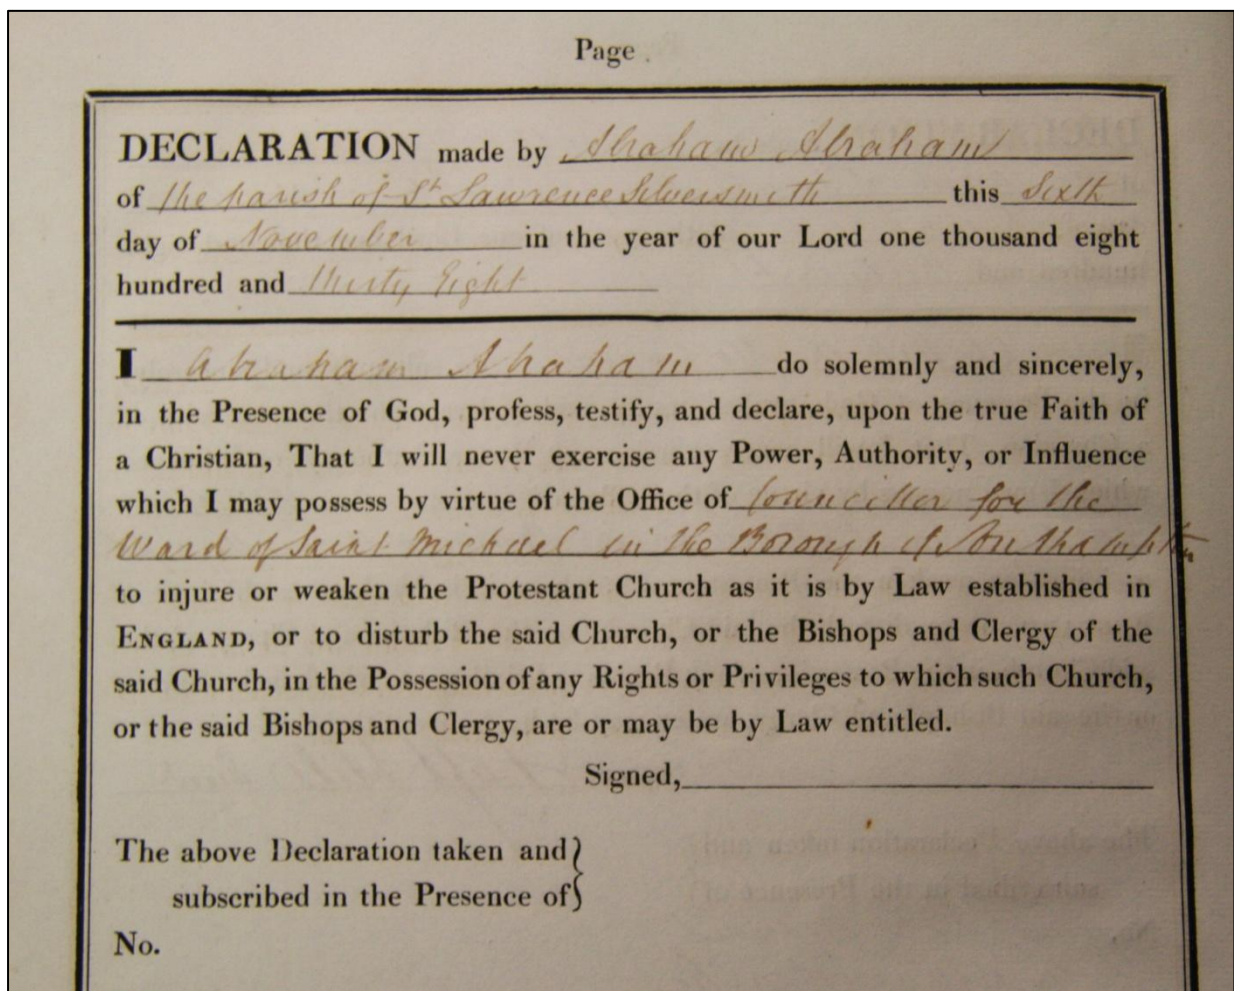 Page
DECLARATION made by Abraham Abraham
of the parish of St Lawrence Silversmith this Sixth
day of November in the year of our Lord one thousand eight
hundred and thirty Eight
I Abraham Abraham do solemnly and sincerely,
in the Presence of God, profess, testify, and declare, upon the true Faith of
a Christian, That I will never exercise any Power, Authority, or Influence
which I may possess by virtue of the Office of Councillor for the
Ward of Saint Michael in the Borough of Southampton
to injure or weaken the Protestant Church as it is by Law established in
ENGLAND, or to disturb the said Church, or the Bishops and Clergy of the
said Church, in the Possession of any Rights or Privileges to which such Church,
or the said Bishops and Clergy, are or may be by Law entitled.
Signed,
The above Declaration taken and
subscribed in the Presence of
No.